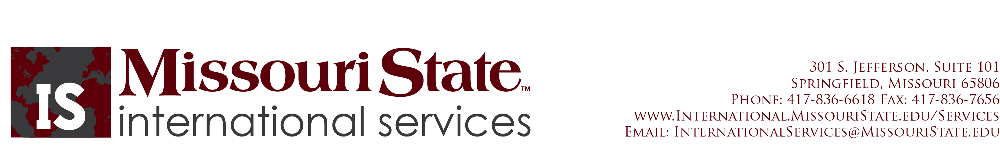 IS
Missouri State™
international services
301 S. Jefferson, Suite 101
Springfield, Missouri 65806
Phone: 417-836-6618 Fax: 417-836-7656
www.International.MissouriState.edu/Services
Email: InternationalServices@MissouriState.edu